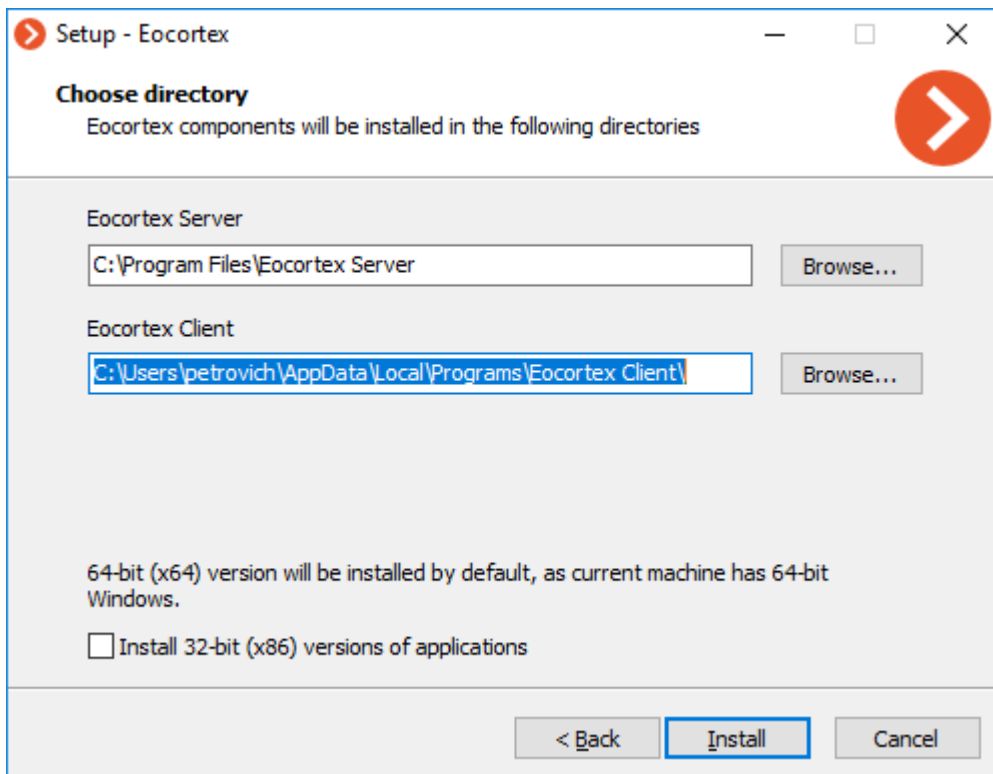 Setup - Eocortex
Choose directory
Eocortex components will be installed in the following directories
Eocortex Server
C:\Program Files\Eocortex Server
Browse...
Eocortex Client
C:\Users\petrovich\AppData\Local\Programs\Eocortex Client\
Browse...
64-bit (x64) version will be installed by default, as current machine has 64-bit
Windows.
Install 32-bit (x86) versions of applications
< Back
Install
Cancel